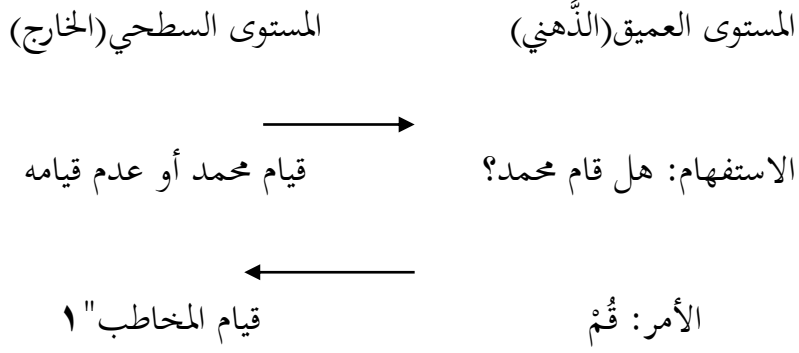 المستوى العميق(الذَّهني) المستوى السطحي(الخارج)
الاستفهام: هل قام محمد؟ قيام محمد أو عدم قيامه
الأمر: قُمْ قيام المخاطب"١